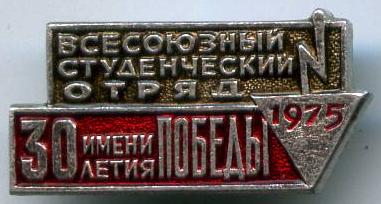 ВСЕСОЮЗНЫЙ
СТУДЕНЧЕСКИЙ
ОТРЯД
ИМЕНИ
30 ЛЕТИЯ ПОБЕДЫ
1975